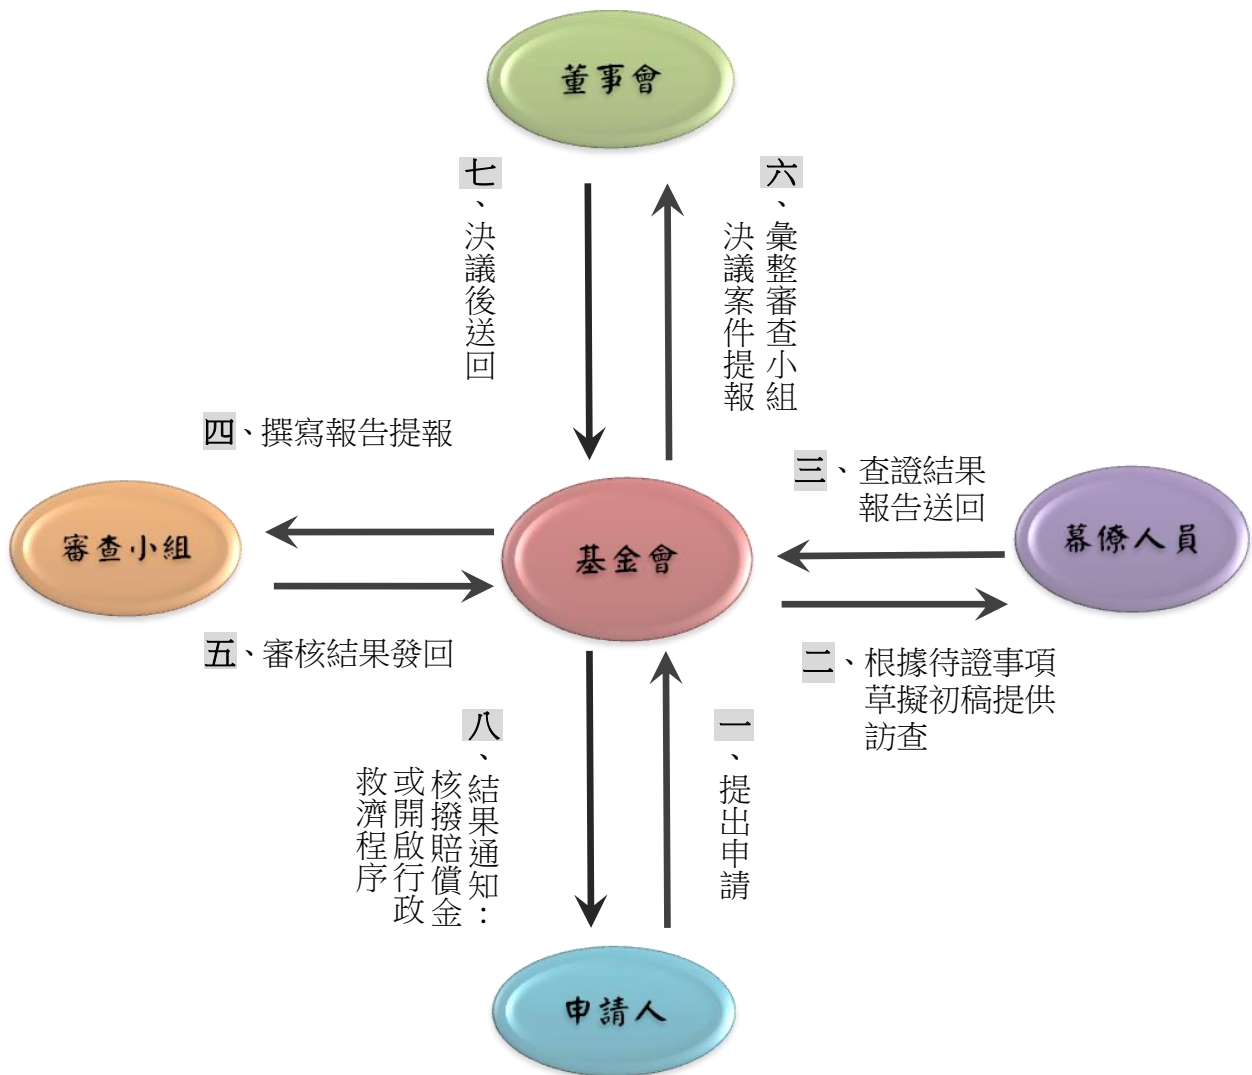 董事會
七、決議後送回
六、彙整審查小組
決議案件提報
四、撰寫報告提報
三、查證結果
報告送回
審查小組
基金會
幕僚人員
五、審核結果發回
二、根據待證事項
草擬初稿提供
訪查
八、結果通知：
核撥賠償金
或開啟行政
救濟程序
一、提出申請
申請人